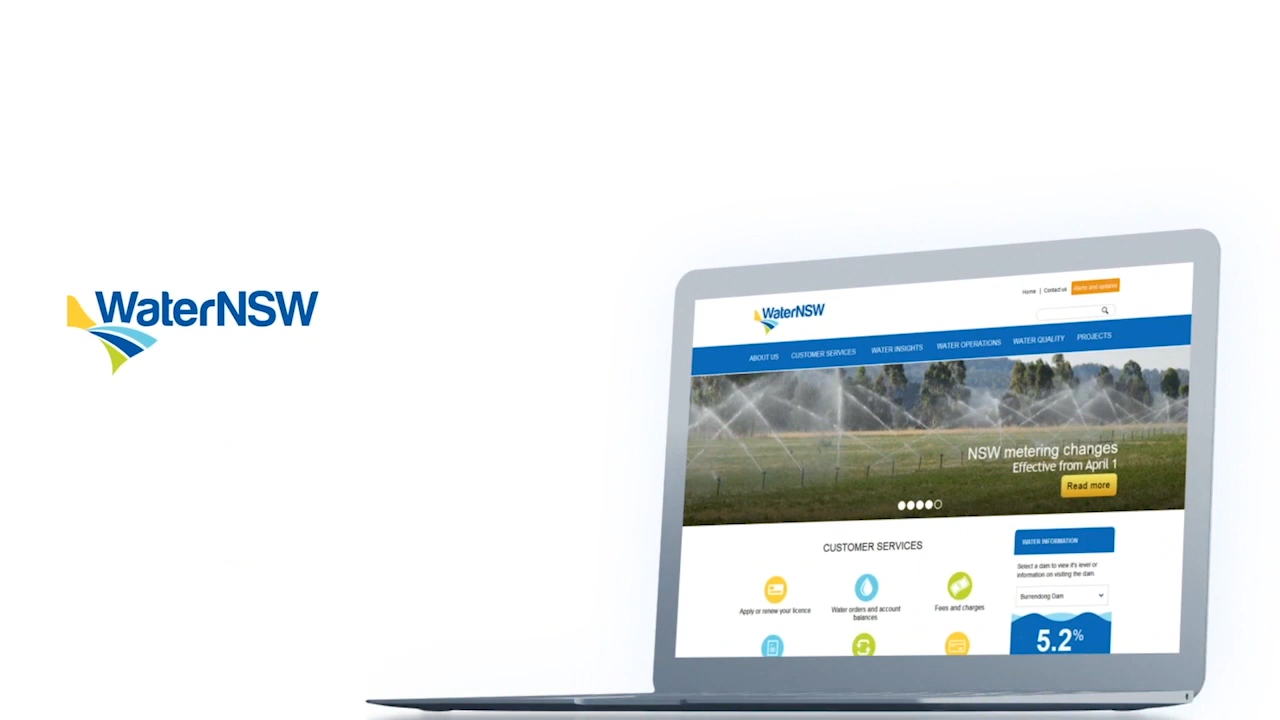 WaterNSW
WaterNSW
Home | Contact us
Alerts and updates
ABOUT US CUSTOMER SERVICES WATER INSIGHTS WATER OPERATIONS WATER QUALITY PROJECTS
NSW metering changes
Effective from April 1
Read more
CUSTOMER SERVICES
Apply or renew your licence
Water orders and account
balances
Fees and charges
WATER INFORMATION
Select a dam to view it's level or
information on visiting the dam.
Burrendong Dam
5.2%